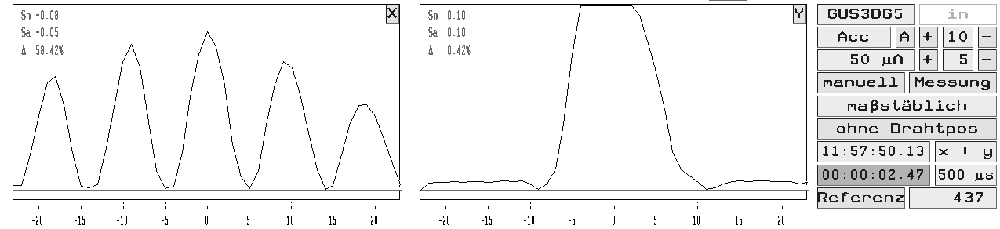 Sn -0.08
Sa -0.05
Δ 58.42%
X
-20 -15 -10 -5 0 5 10 15 20
Sn 0.10
Sa 0.10
Δ 0.42%
Y
-20 -15 -10 -5 0 5 10 15 20
GUS3DG5 in
Acc A + 10 -
50 µA + 5 -
manuell Messung
maßstäblich
ohne Drahtpos
11:57:50.13 x + y
00:00:02.47 500 µs
Referenz 437